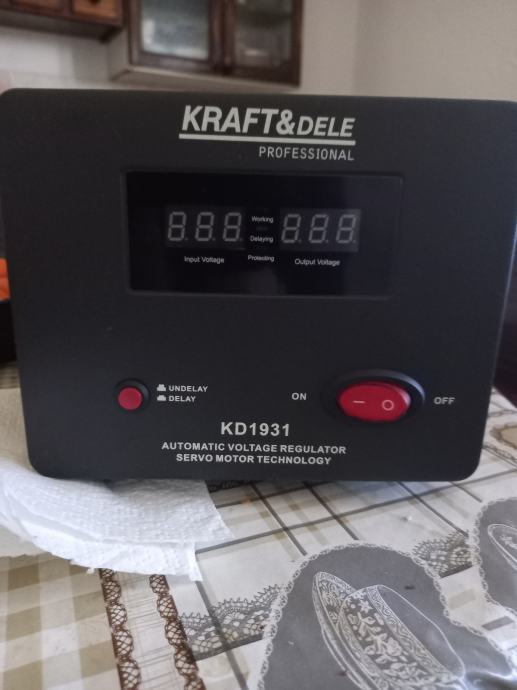 KRAFT&DELE
PROFESSIONAL
888 Working 888
Delaying
Input Voltage Protecting Output Voltage
UNDELAY
DELAY
ON — O OFF
KD1931
AUTOMATIC VOLTAGE REGULATOR
SERVO MOTOR TECHNOLOGY